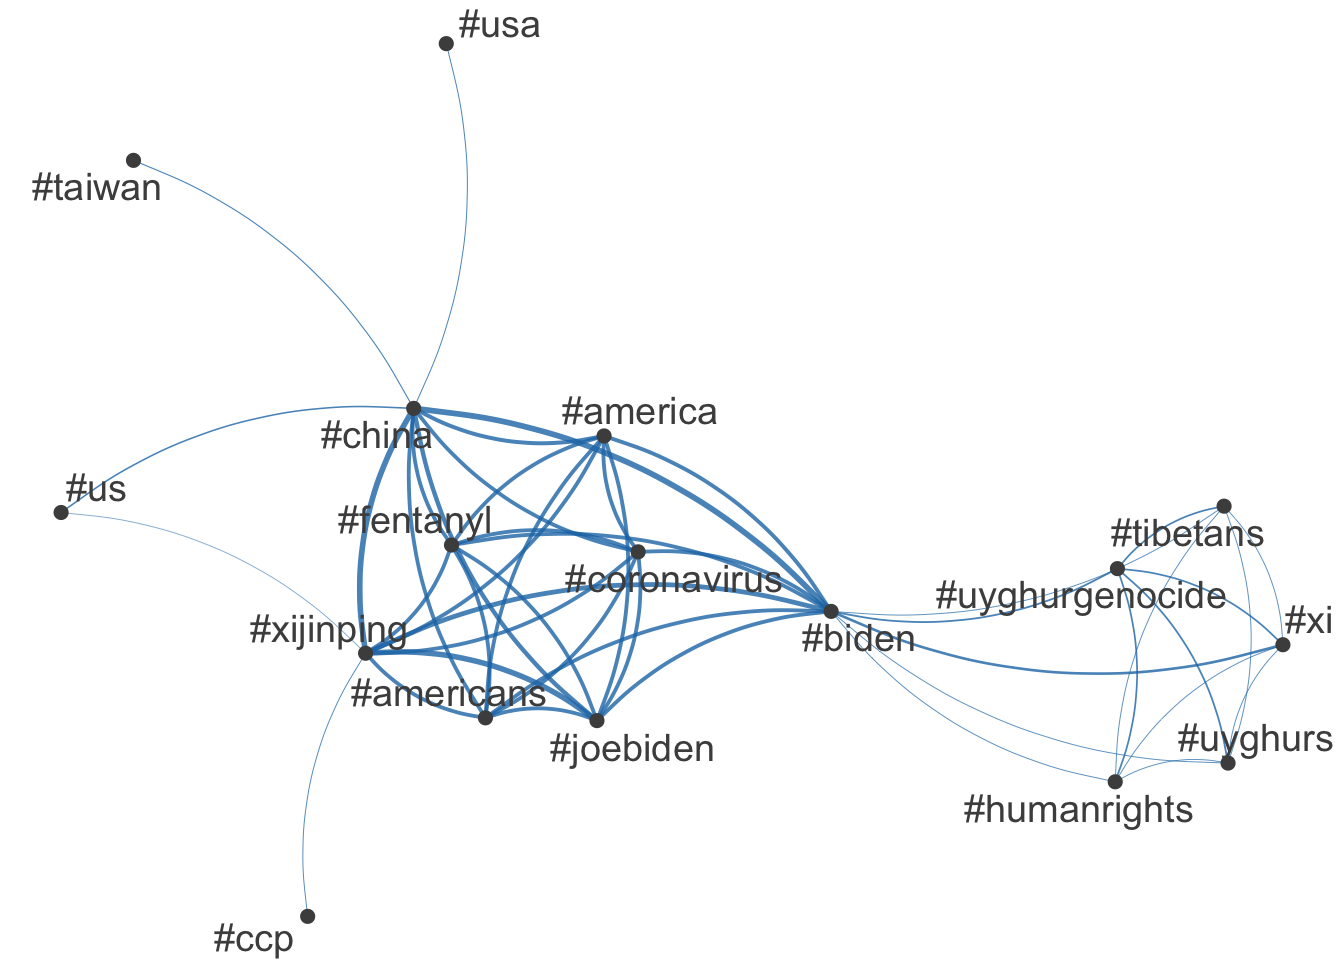 #usa
#taiwan
#america
#china
#us
#fentanyl
#tibetans
#coronavirus
#uyghurgenocide
#xi
#xijinping
#biden
#americans
#uyghurs
#joebiden
#humanrights
#ccp